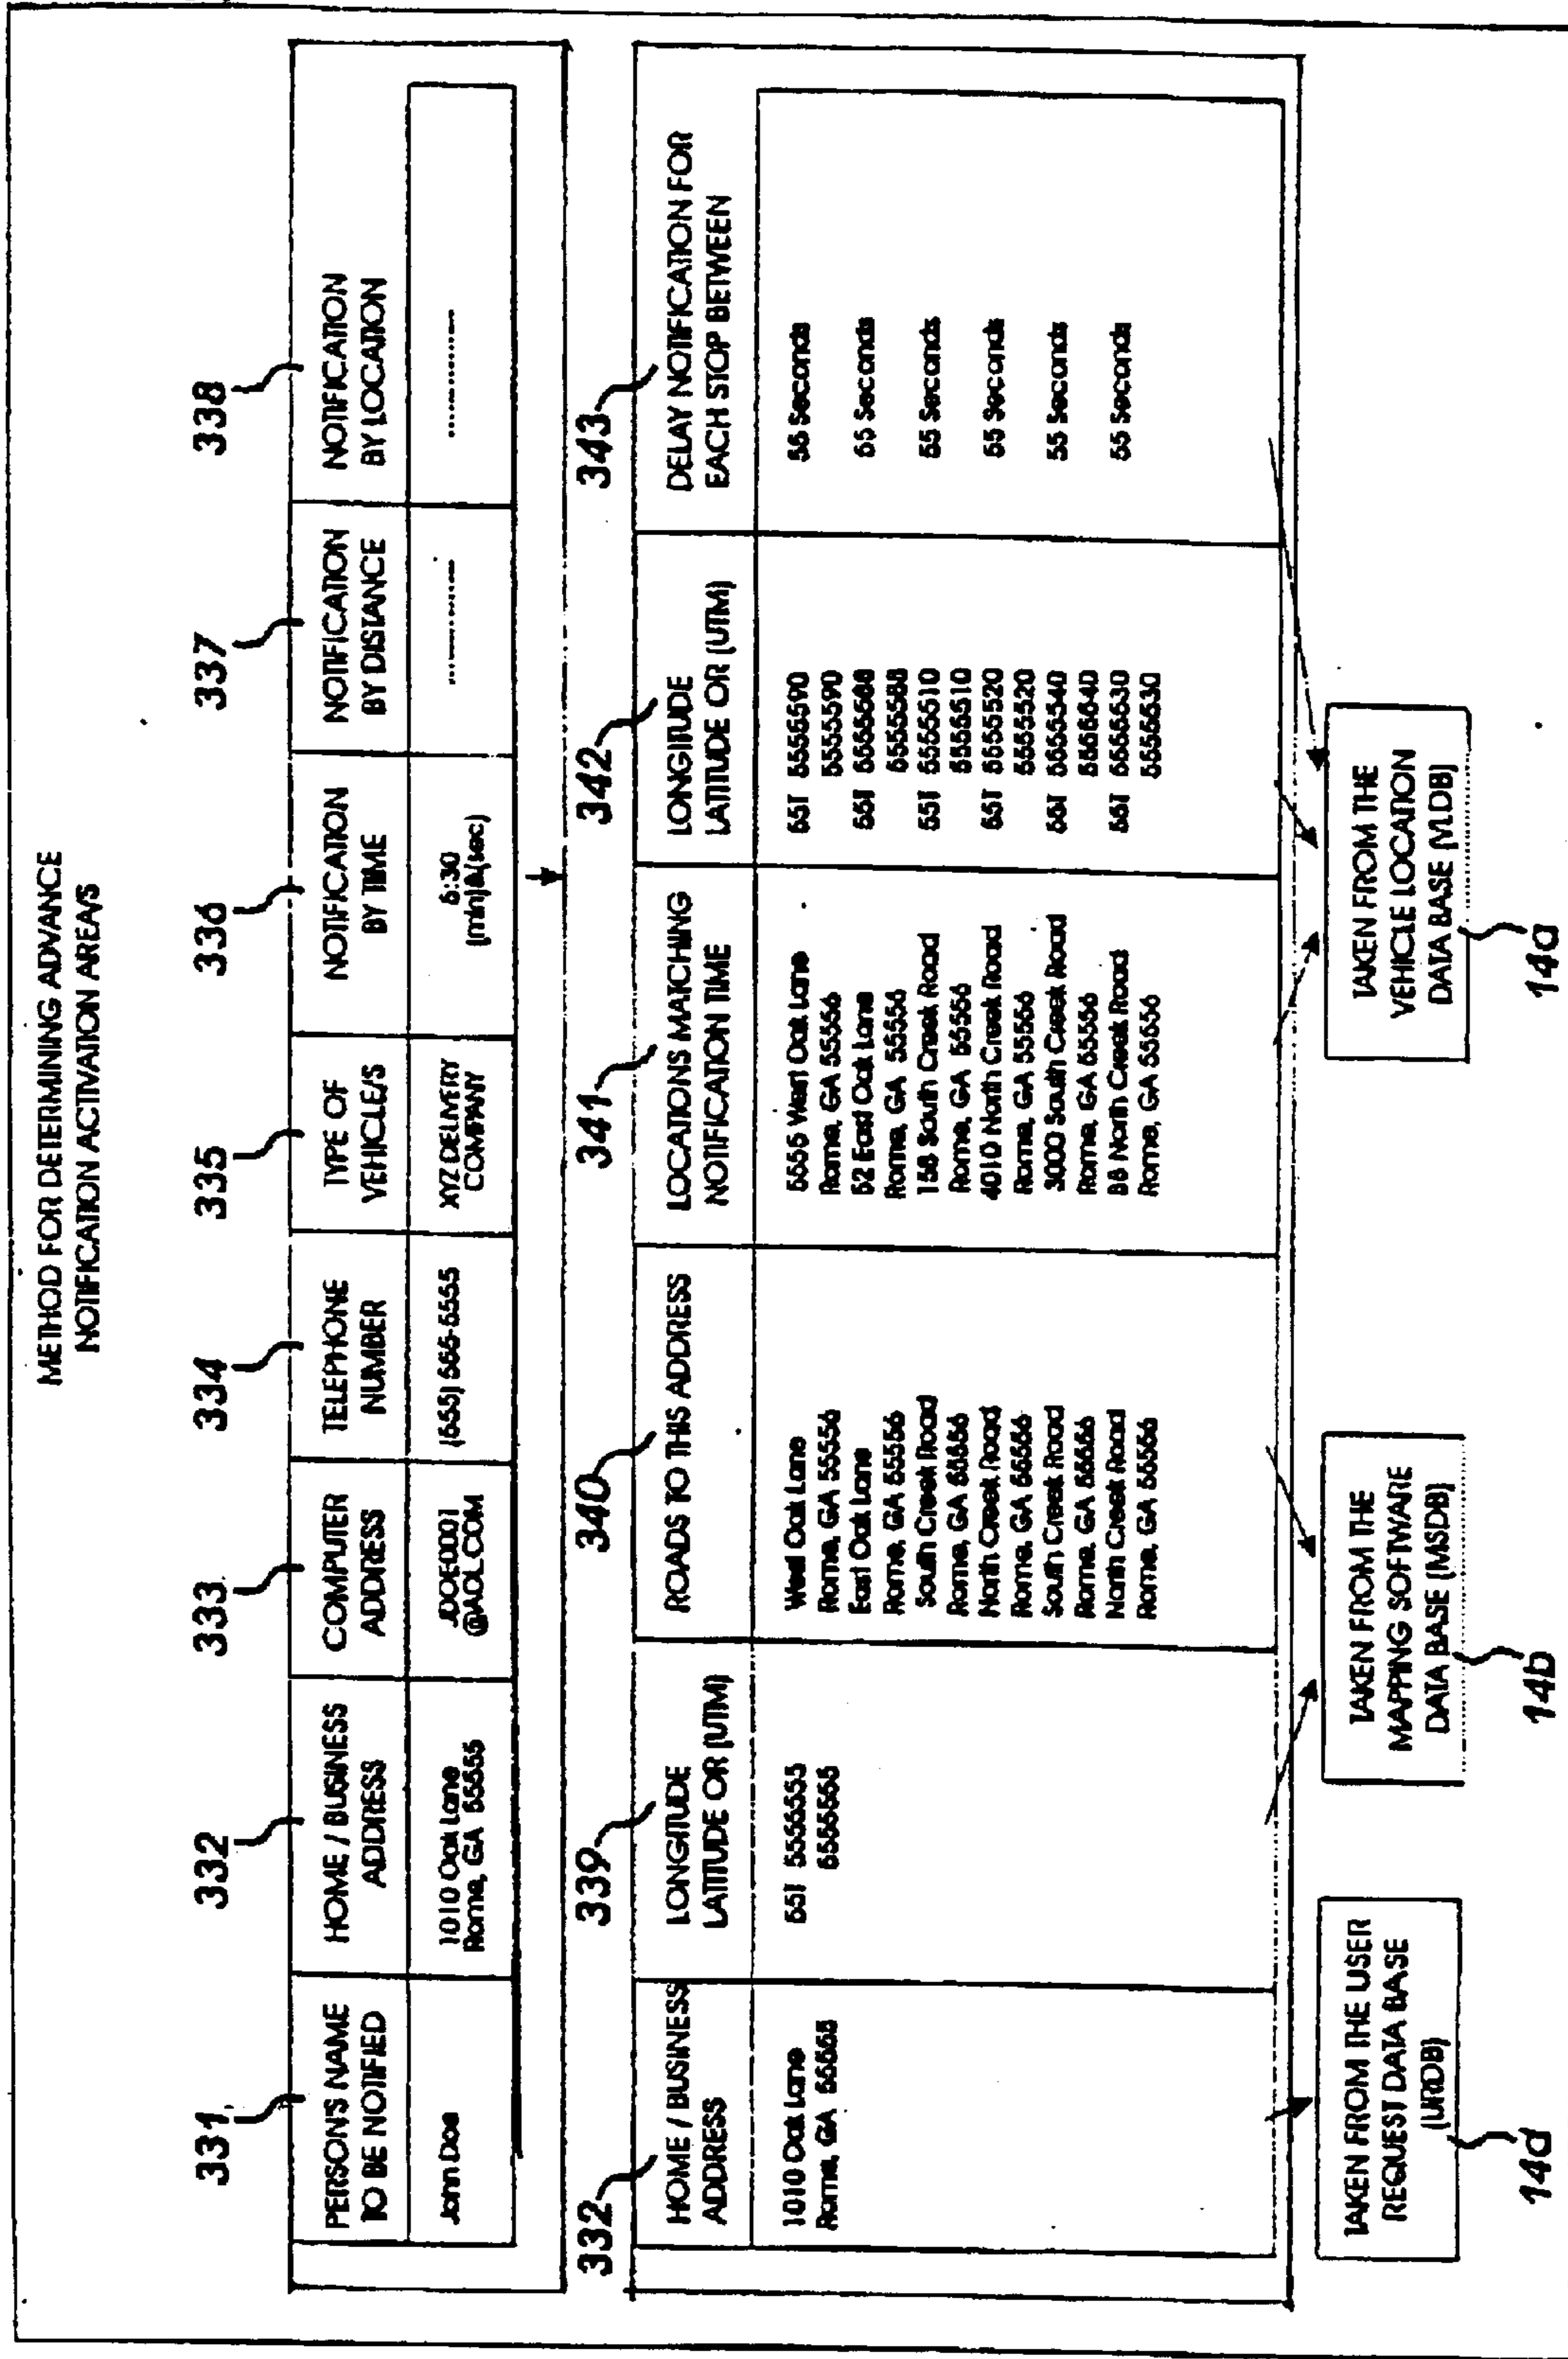 METHOD FOR DETERMINING ADVANCE
NOTIFICATION ACTIVATION AREA/S
331
332
333
334
335
336
337
338
PERSON'S NAME
TO BE NOTIFIED
HOME / BUSINESS
ADDRESS
COMPUTER
ADDRESS
TELEPHONE
NUMBER
TYPE OF
VEHICLE/S
NOTIFICATION
BY TIME
NOTIFICATION
BY DISTANCE
NOTIFICATION
BY LOCATION
John Doe
1010 Oak Lane
Rome, GA 55555
JDOE0001
@AOL.COM
(555) 555-5555
XYZ DELIVERY
COMPANY
5:30
(min)&(sec)
332
339
340
341
342
343
HOME / BUSINESS
ADDRESS
LONGITUDE
LATITUDE OR (UTM)
ROADS TO THIS ADDRESS
LOCATIONS MATCHING
NOTIFICATION TIME
LONGITUDE
LATITUDE OR (UTM)
DELAY NOTIFICATION FOR
EACH STOP BETWEEN
1010 Oak Lane
Rome, GA 55555
55T 5555555
5555555
West Oak Lane
Rome, GA 55556
East Oak Lane
Rome, GA 55556
South Creek Road
Rome, GA 55556
North Creek Road
Rome, GA 55556
South Creek Road
Rome, GA 55556
North Creek Road
Rome, GA 55556
5555 West Oak Lane
Rome, GA 55556
52 East Oak Lane
Rome, GA 55556
158 South Creek Road
Rome, GA 55556
4010 North Creek Road
Rome, GA 55556
3000 South Creek Road
Rome, GA 55556
88 North Creek Road
Rome, GA 55556
55T 5555590
5555590
55T 5555588
5555588
55T 5555510
5555510
55T 5555520
5555520
55T 5555540
5555540
55T 5555530
5555530
55 Seconds
55 Seconds
55 Seconds
55 Seconds
55 Seconds
55 Seconds
TAKEN FROM THE USER
REQUEST DATA BASE
(URDB)
14d
TAKEN FROM THE
MAPPING SOFTWARE
DATA BASE (MSDB)
14b
TAKEN FROM THE
VEHICLE LOCATION
DATA BASE (VLDB)
14a